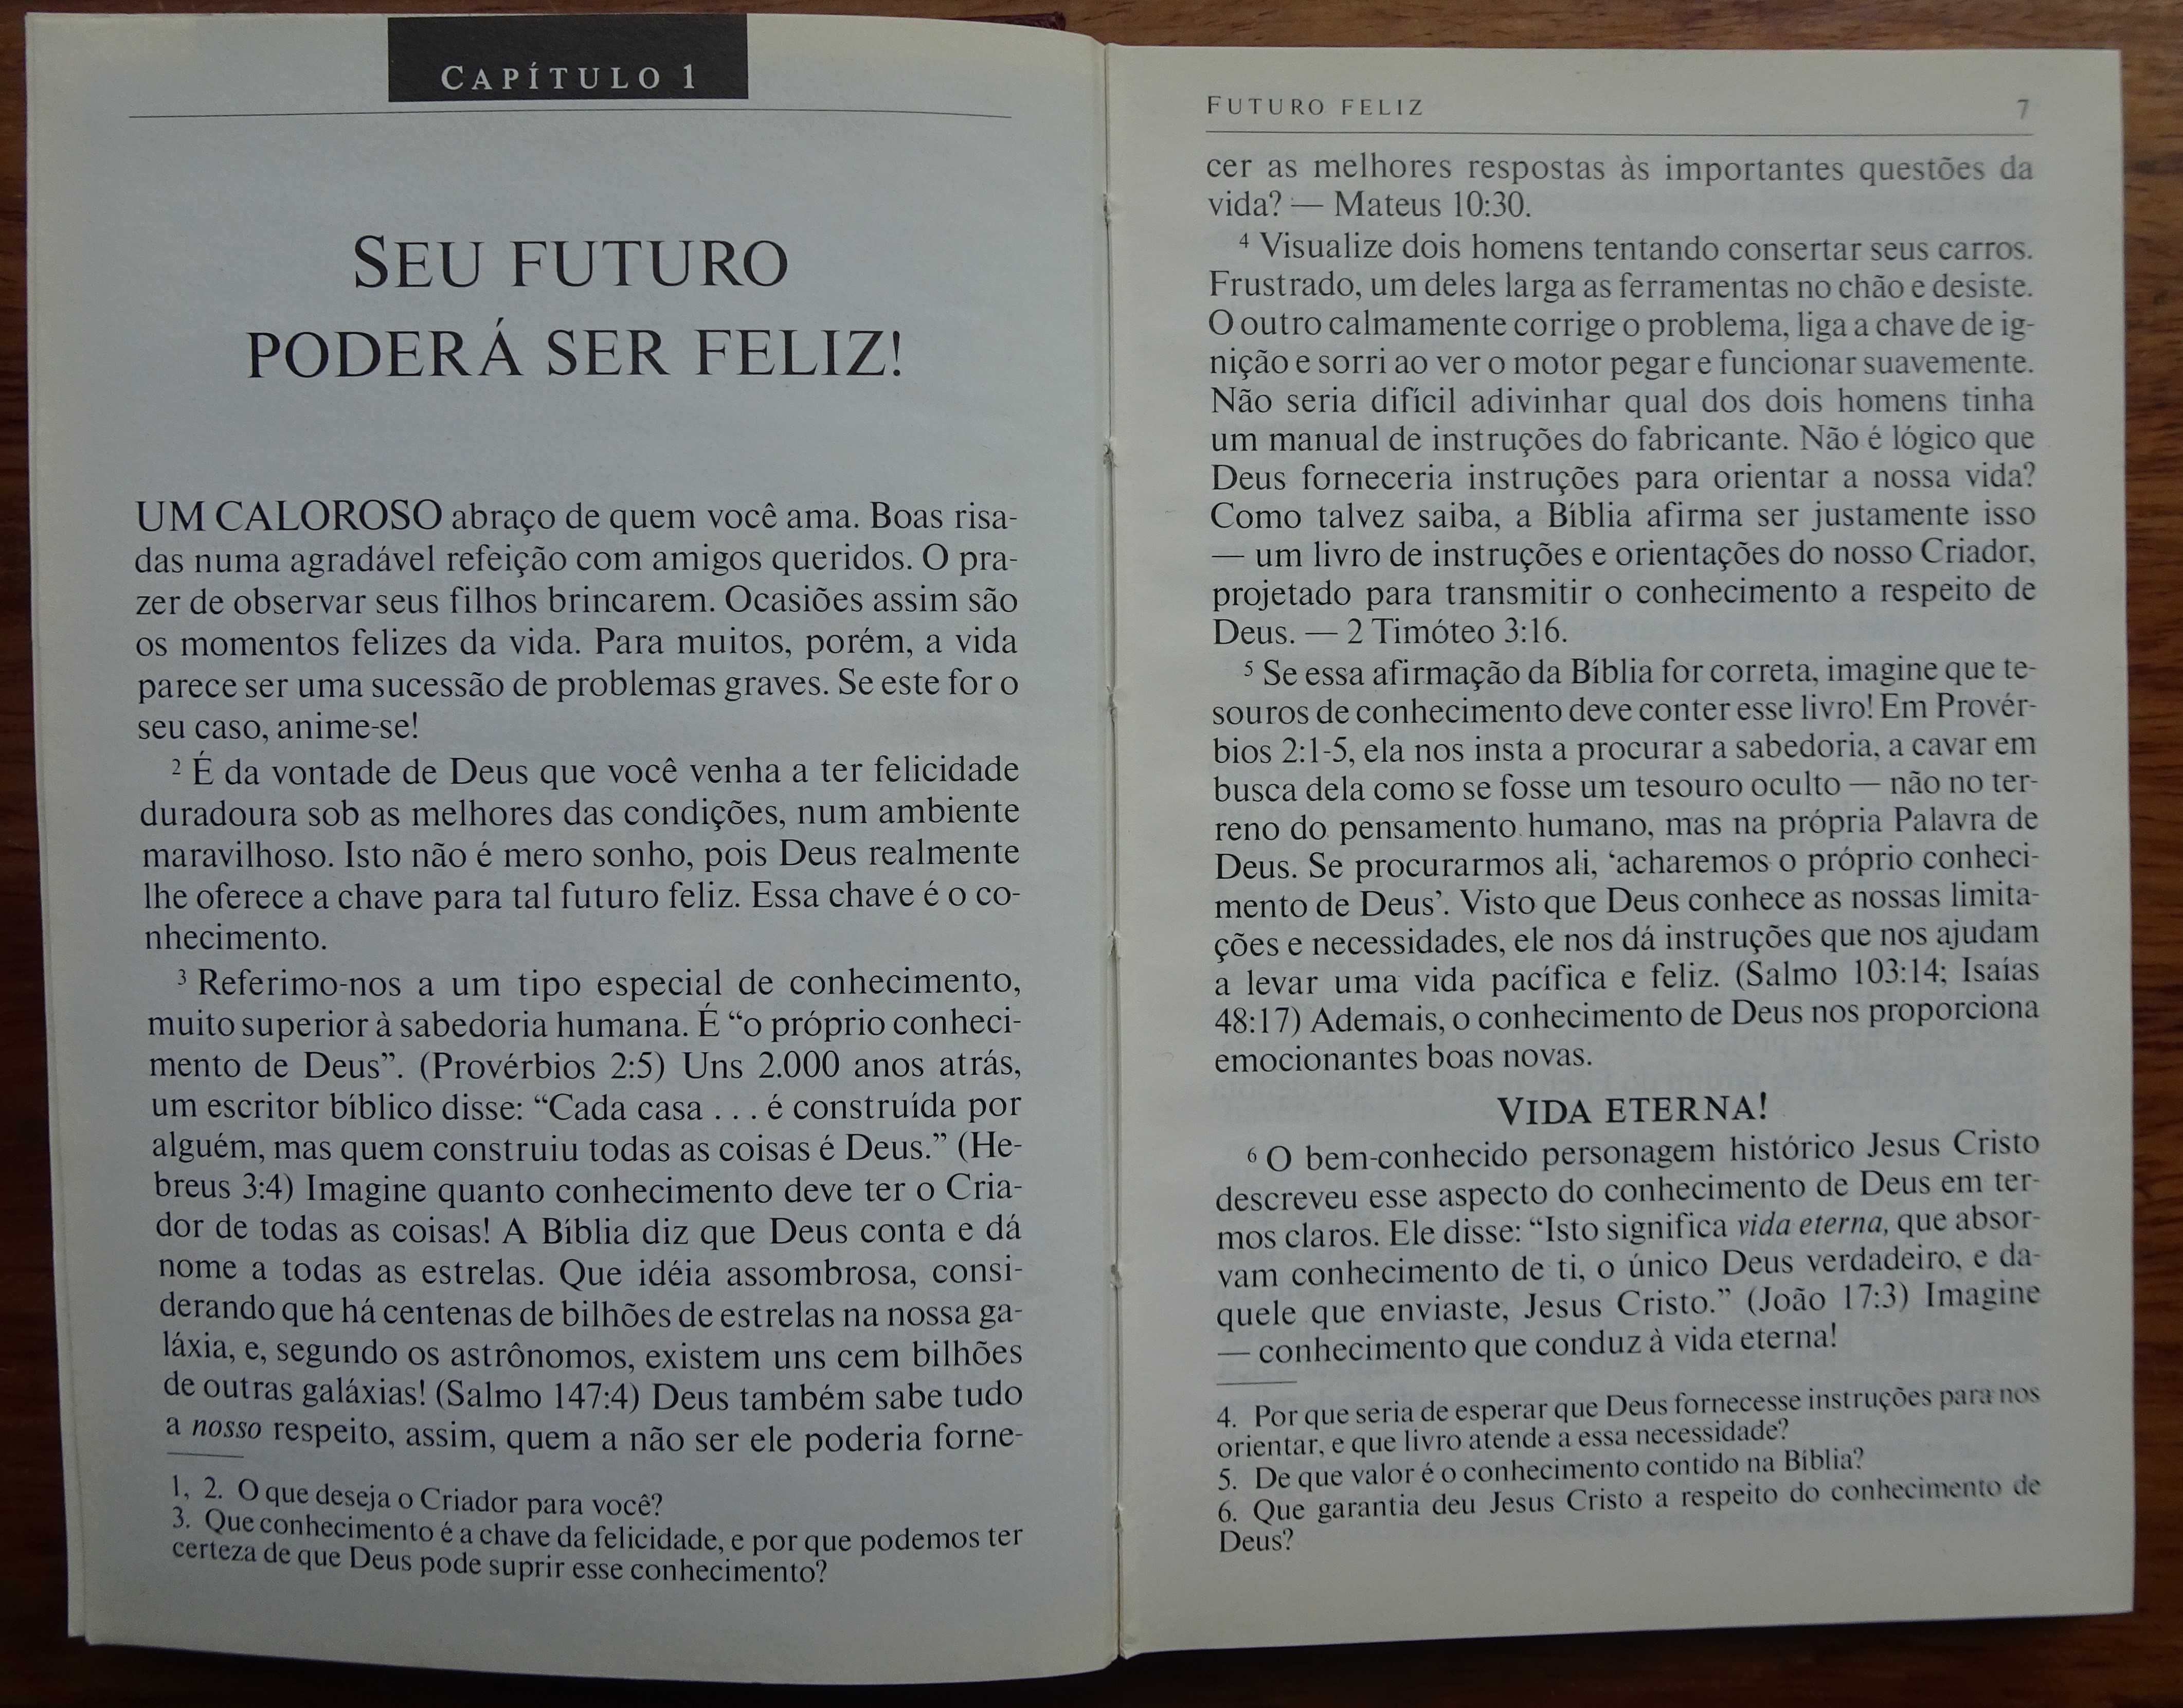 CAPÍTULO 1
SEU FUTURO
PODERÁ SER FELIZ!
UM CALOROSO abraço de quem você ama. Boas risa-
das numa agradável refeição com amigos queridos. O pra-
zer de observar seus filhos brincarem. Ocasiões assim são
os momentos felizes da vida. Para muitos, porém, a vida
parece ser uma sucessão de problemas graves. Se este for o
seu caso, anime-se!
2 É da vontade de Deus que você venha a ter felicidade
duradoura sob as melhores das condições, num ambiente
maravilhoso. Isto não é mero sonho, pois Deus realmente
lhe oferece a chave para tal futuro feliz. Essa chave é o co-
nhecimento.
3 Referimo-nos a um tipo especial de conhecimento,
muito superior à sabedoria humana. É “o próprio conheci-
mento de Deus”. (Provérbios 2:5) Uns 2.000 anos atrás,
um escritor bíblico disse: “Cada casa . . . é construída por
alguém, mas quem construiu todas as coisas é Deus.” (He-
breus 3:4) Imagine quanto conhecimento deve ter o Cria-
dor de todas as coisas! A Bíblia diz que Deus conta e dá
nome a todas as estrelas. Que idéia assombrosa, consi-
derando que há centenas de bilhões de estrelas na nossa ga-
láxia, e, segundo os astrônomos, existem uns cem bilhões
de outras galáxias! (Salmo 147:4) Deus também sabe tudo
a nosso respeito, assim, quem a não ser ele poderia forne-
1, 2. O que deseja o Criador para você?
3. Que conhecimento é a chave da felicidade, e por que podemos ter
certeza de que Deus pode suprir esse conhecimento?
FUTURO FELIZ 7
cer as melhores respostas às importantes questões da
vida? — Mateus 10:30.
4 Visualize dois homens tentando consertar seus carros.
Frustrado, um deles larga as ferramentas no chão e desiste.
O outro calmamente corrige o problema, liga a chave de ig-
nição e sorri ao ver o motor pegar e funcionar suavemente.
Não seria difícil adivinhar qual dos dois homens tinha
um manual de instruções do fabricante. Não é lógico que
Deus forneceria instruções para orientar a nossa vida?
Como talvez saiba, a Bíblia afirma ser justamente isso
— um livro de instruções e orientações do nosso Criador,
projetado para transmitir o conhecimento a respeito de
Deus. — 2 Timóteo 3:16.
5 Se essa afirmação da Bíblia for correta, imagine que te-
souros de conhecimento deve conter esse livro! Em Provér-
bios 2:1-5, ela nos insta a procurar a sabedoria, a cavar em
busca dela como se fosse um tesouro oculto — não no ter-
reno do pensamento humano, mas na própria Palavra de
Deus. Se procurarmos ali, ‘acharemos o próprio conheci-
mento de Deus’. Visto que Deus conhece as nossas limita-
ções e necessidades, ele nos dá instruções que nos ajudam
a levar uma vida pacífica e feliz. (Salmo 103:14; Isaías
48:17) Ademais, o conhecimento de Deus nos proporciona
emocionantes boas novas.
VIDA ETERNA!
6 O bem-conhecido personagem histórico Jesus Cristo
descreveu esse aspecto do conhecimento de Deus em ter-
mos claros. Ele disse: “Isto significa vida eterna, que absor-
vam conhecimento de ti, o único Deus verdadeiro, e da-
quele que enviaste, Jesus Cristo.” (João 17:3) Imagine
— conhecimento que conduz à vida eterna!
4. Por que seria de esperar que Deus fornecesse instruções para nos
orientar, e que livro atende a essa necessidade?
5. De que valor é o conhecimento contido na Bíblia?
6. Que garantia deu Jesus Cristo a respeito do conhecimento de
Deus?